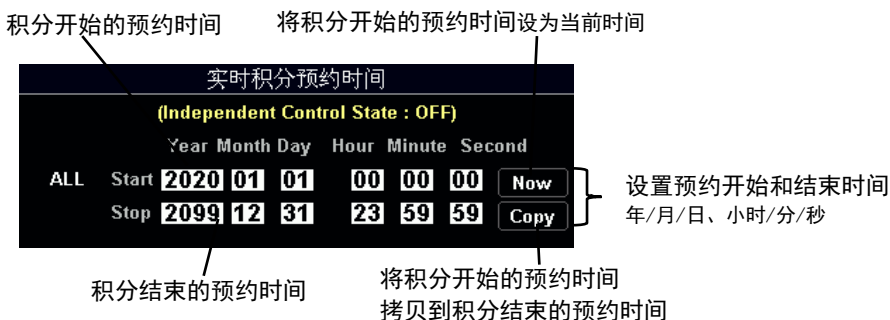 积分开始的预约时间
将积分开始的预约时间设为当前时间
实时积分预约时间
(Independent Control State : OFF)
Year Month Day Hour Minute Second
ALL Start 2020 01 01 00 00 00 Now
Stop 2099 12 31 23 59 59 Copy
设置预约开始和结束时间
年/月/日、小时/分/秒
积分结束的预约时间
将积分开始的预约时间
拷贝到积分结束的预约时间